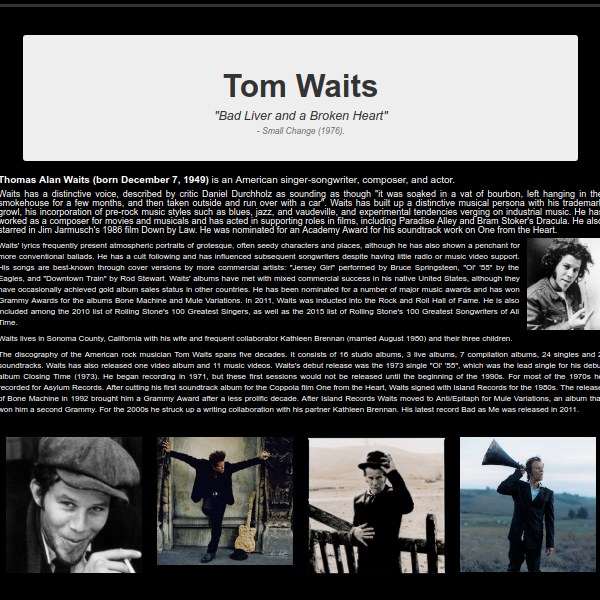 Tom Waits
"Bad Liver and a Broken Heart"
- Small Change (1976).
Thomas Alan Waits (born December 7, 1949) is an American singer-songwriter, composer, and actor.
Waits has a distinctive voice, described by critic Daniel Durchholz as sounding as though "it was soaked in a vat of bourbon, left hanging in the
smokehouse for a few months, and then taken outside and run over with a car". Waits has built up a distinctive musical persona with his trademark
growl, his incorporation of pre-rock music styles such as blues, jazz, and vaudeville, and experimental tendencies verging on industrial music. He has
worked as a composer for movies and musicals and has acted in supporting roles in films, including Paradise Alley and Bram Stoker's Dracula. He also
starred in Jim Jarmusch's 1986 film Down by Law. He was nominated for an Academy Award for his soundtrack work on One from the Heart.
Waits' lyrics frequently present atmospheric portraits of grotesque, often seedy characters and places, although he has also shown a penchant for
more conventional ballads. He has a cult following and has influenced subsequent songwriters despite having little radio or music video support.
His songs are best-known through cover versions by more commercial artists: "Jersey Girl" performed by Bruce Springsteen, "Ol' '55" by the
Eagles, and "Downtown Train" by Rod Stewart. Waits' albums have met with mixed commercial success in his native United States, although they
have occasionally achieved gold album sales status in other countries. He has been nominated for a number of major music awards and has won
Grammy Awards for the albums Bone Machine and Mule Variations. In 2011, Waits was inducted into the Rock and Roll Hall of Fame. He is also
included among the 2010 list of Rolling Stone's 100 Greatest Singers, as well as the 2015 list of Rolling Stone's 100 Greatest Songwriters of All
Time.
Waits lives in Sonoma County, California with his wife and frequent collaborator Kathleen Brennan (married August 1980) and their three children.
The discography of the American rock musician Tom Waits spans five decades. It consists of 16 studio albums, 3 live albums, 7 compilation albums, 24 singles and 2
soundtracks. Waits has also released one video album and 11 music videos. Waits's debut release was the 1973 single "Ol' '55", which was the lead single for his debut
album Closing Time (1973). He began recording in 1971, but these first sessions would not be released until the beginning of the 1990s. For most of the 1970s he
recorded for Asylum Records. After cutting his first soundtrack album for the Coppola film One from the Heart, Waits signed with Island Records for the 1980s. The release
of Bone Machine in 1992 brought him a Grammy Award after a less prolific decade. After Island Records Waits moved to Anti/Epitaph for Mule Variations, an album that
won him a second Grammy. For the 2000s he struck up a writing collaboration with his partner Kathleen Brennan. His latest record Bad as Me was released in 2011.